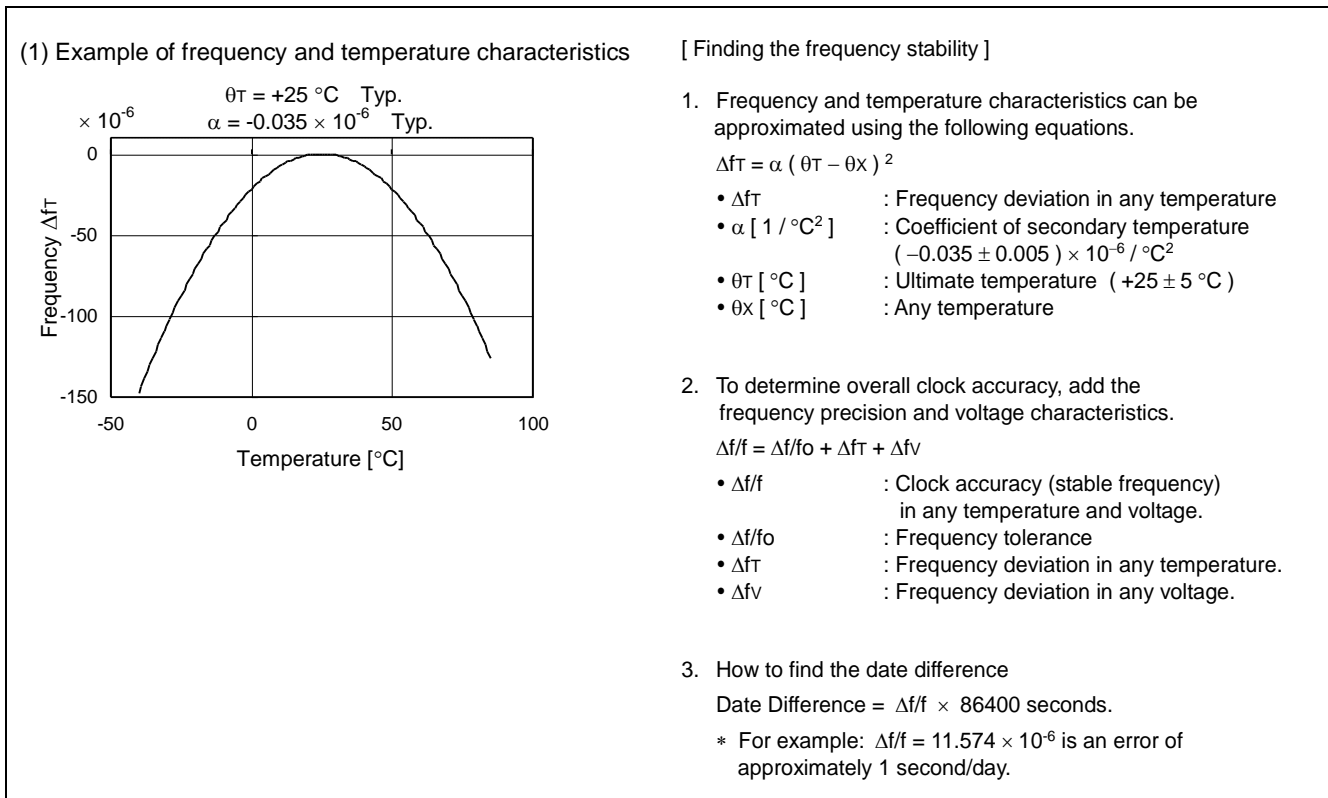 (1) Example of frequency and temperature characteristics
θT = +25 °C Typ.
× 10-6
α = -0.035 × 10-6 Typ.
0
-50
-100
-150
Frequency ΔfT
-50
0
50
100
Temperature [°C]
[ Finding the frequency stability ]
1. Frequency and temperature characteristics can be
approximated using the following equations.
ΔfT = α ( θT − θX ) 2
• ΔfT : Frequency deviation in any temperature
• α [ 1 / °C2 ] : Coefficient of secondary temperature
( −0.035 ± 0.005 ) × 10−6 / °C2
• θT [ °C ] : Ultimate temperature ( +25 ± 5 °C )
• θX [ °C ] : Any temperature
2. To determine overall clock accuracy, add the
frequency precision and voltage characteristics.
Δf/f = Δf/fo + ΔfT + ΔfV
• Δf/f : Clock accuracy (stable frequency)
in any temperature and voltage.
• Δf/fo : Frequency tolerance
• ΔfT : Frequency deviation in any temperature.
• ΔfV : Frequency deviation in any voltage.
3. How to find the date difference
Date Difference = Δf/f × 86400 seconds.
* For example: Δf/f = 11.574 × 10-6 is an error of
approximately 1 second/day.